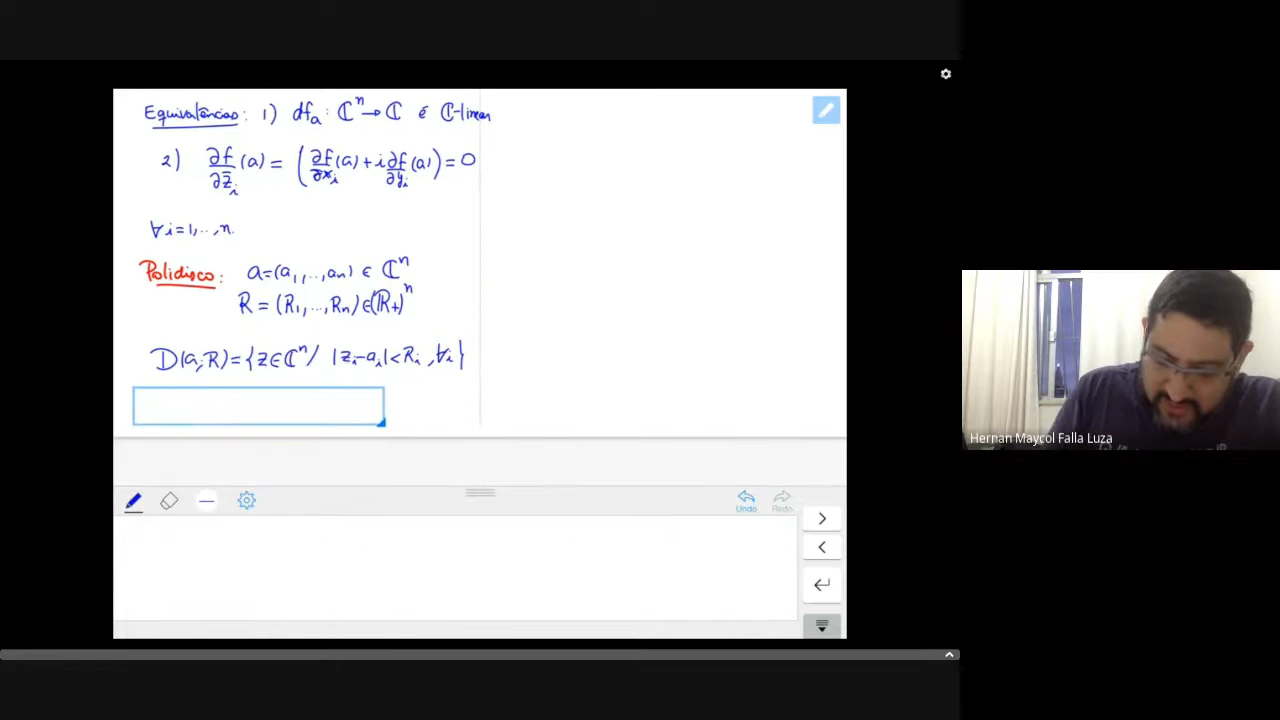 Equivalências: 1) df_a : ℂ^n → ℂ é ℂ-linear
2) ∂f/∂z̄_i (a) = (∂f/∂x_i (a) + i ∂f/∂y_i (a)) = 0
∀ i = 1, ..., n.
Polidisco: a = (a_1, ..., a_n) ∈ ℂ^n
R = (R_1, ..., R_n) ∈ (ℝ_+)^n
D(a; R) = {z ∈ ℂ^n / |z_i - a_i| < R_i, ∀i}
Hernan Maycol Falla Luza
Undo
Redo